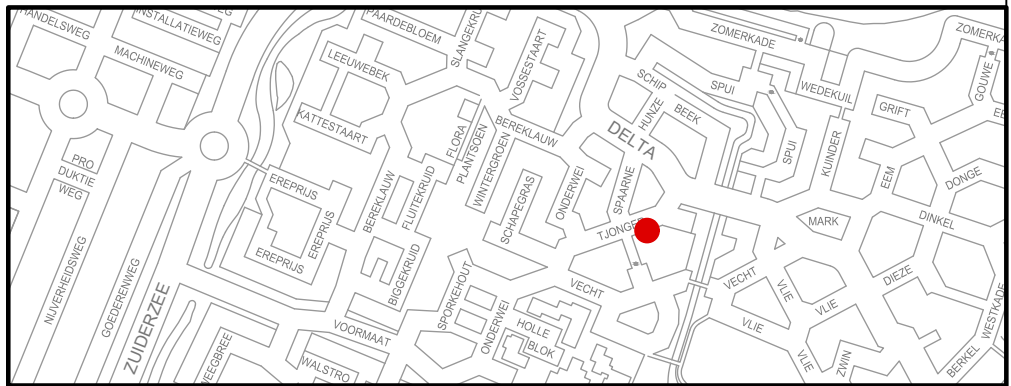 HANDELSWEG
INSTALLATIEWEG
MACHINEWEG
PAARDEBLOEM
SLANGEKRU
LEEUWEBEK
VOSSESTAART
ZOMERKADE
ZOMERKA
SCHIP
BEEK
SPUI
WEDEKUIL
GOUWE
GRIFT
EE
KATTESTAART
BEREKLAUW
HUNZE
DELTA
FLORA
PLANTSOEN
WINTERGROEN
SPUI
KUINDER
EEM
DONGE
PRO
DUKTIE
WEG
EREPRIJS
BEREKLAUW
FLUITEKRUID
SCHAPEGRAS
ONDERWEI
SPAARNE
TJONGE
MARK
DINKEL
EREPRIJS
EREPRIJS
BIGGEKRUID
SPORKEHOUT
VECHT
VECHT
VLIE
VLIE
DIEZE
NIJVERHEIDSWEG
GOEDERENWEG
ZUIDERZEE
WEEGBREE
VOORMAAT
WALSTRO
ONDERWEI
HOLLE
BLOK
VLIE
VLIE
ZWIN
BERKEL
WESTKADE